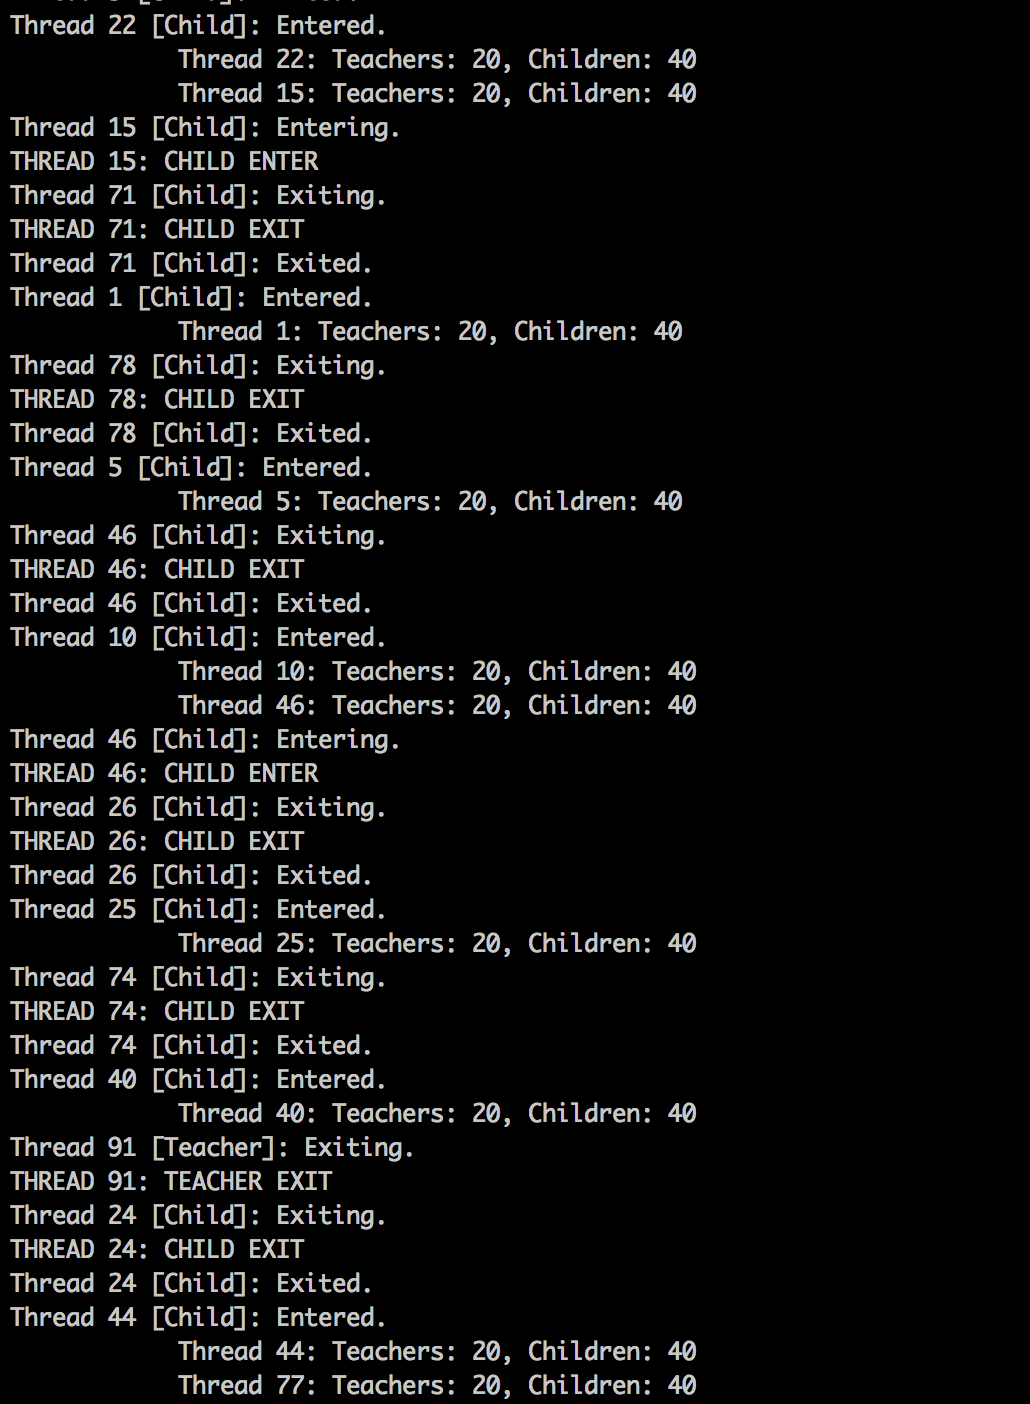 Thread 22 [Child]: Entered.
Thread 22: Teachers: 20, Children: 40
Thread 15: Teachers: 20, Children: 40
Thread 15 [Child]: Entering.
THREAD 15: CHILD ENTER
Thread 71 [Child]: Exiting.
THREAD 71: CHILD EXIT
Thread 71 [Child]: Exited.
Thread 1 [Child]: Entered.
Thread 1: Teachers: 20, Children: 40
Thread 78 [Child]: Exiting.
THREAD 78: CHILD EXIT
Thread 78 [Child]: Exited.
Thread 5 [Child]: Entered.
Thread 5: Teachers: 20, Children: 40
Thread 46 [Child]: Exiting.
THREAD 46: CHILD EXIT
Thread 46 [Child]: Exited.
Thread 10 [Child]: Entered.
Thread 10: Teachers: 20, Children: 40
Thread 46: Teachers: 20, Children: 40
Thread 46 [Child]: Entering.
THREAD 46: CHILD ENTER
Thread 26 [Child]: Exiting.
THREAD 26: CHILD EXIT
Thread 26 [Child]: Exited.
Thread 25 [Child]: Entered.
Thread 25: Teachers: 20, Children: 40
Thread 74 [Child]: Exiting.
THREAD 74: CHILD EXIT
Thread 74 [Child]: Exited.
Thread 40 [Child]: Entered.
Thread 40: Teachers: 20, Children: 40
Thread 91 [Teacher]: Exiting.
THREAD 91: TEACHER EXIT
Thread 24 [Child]: Exiting.
THREAD 24: CHILD EXIT
Thread 24 [Child]: Exited.
Thread 44 [Child]: Entered.
Thread 44: Teachers: 20, Children: 40
Thread 77: Teachers: 20, Children: 40